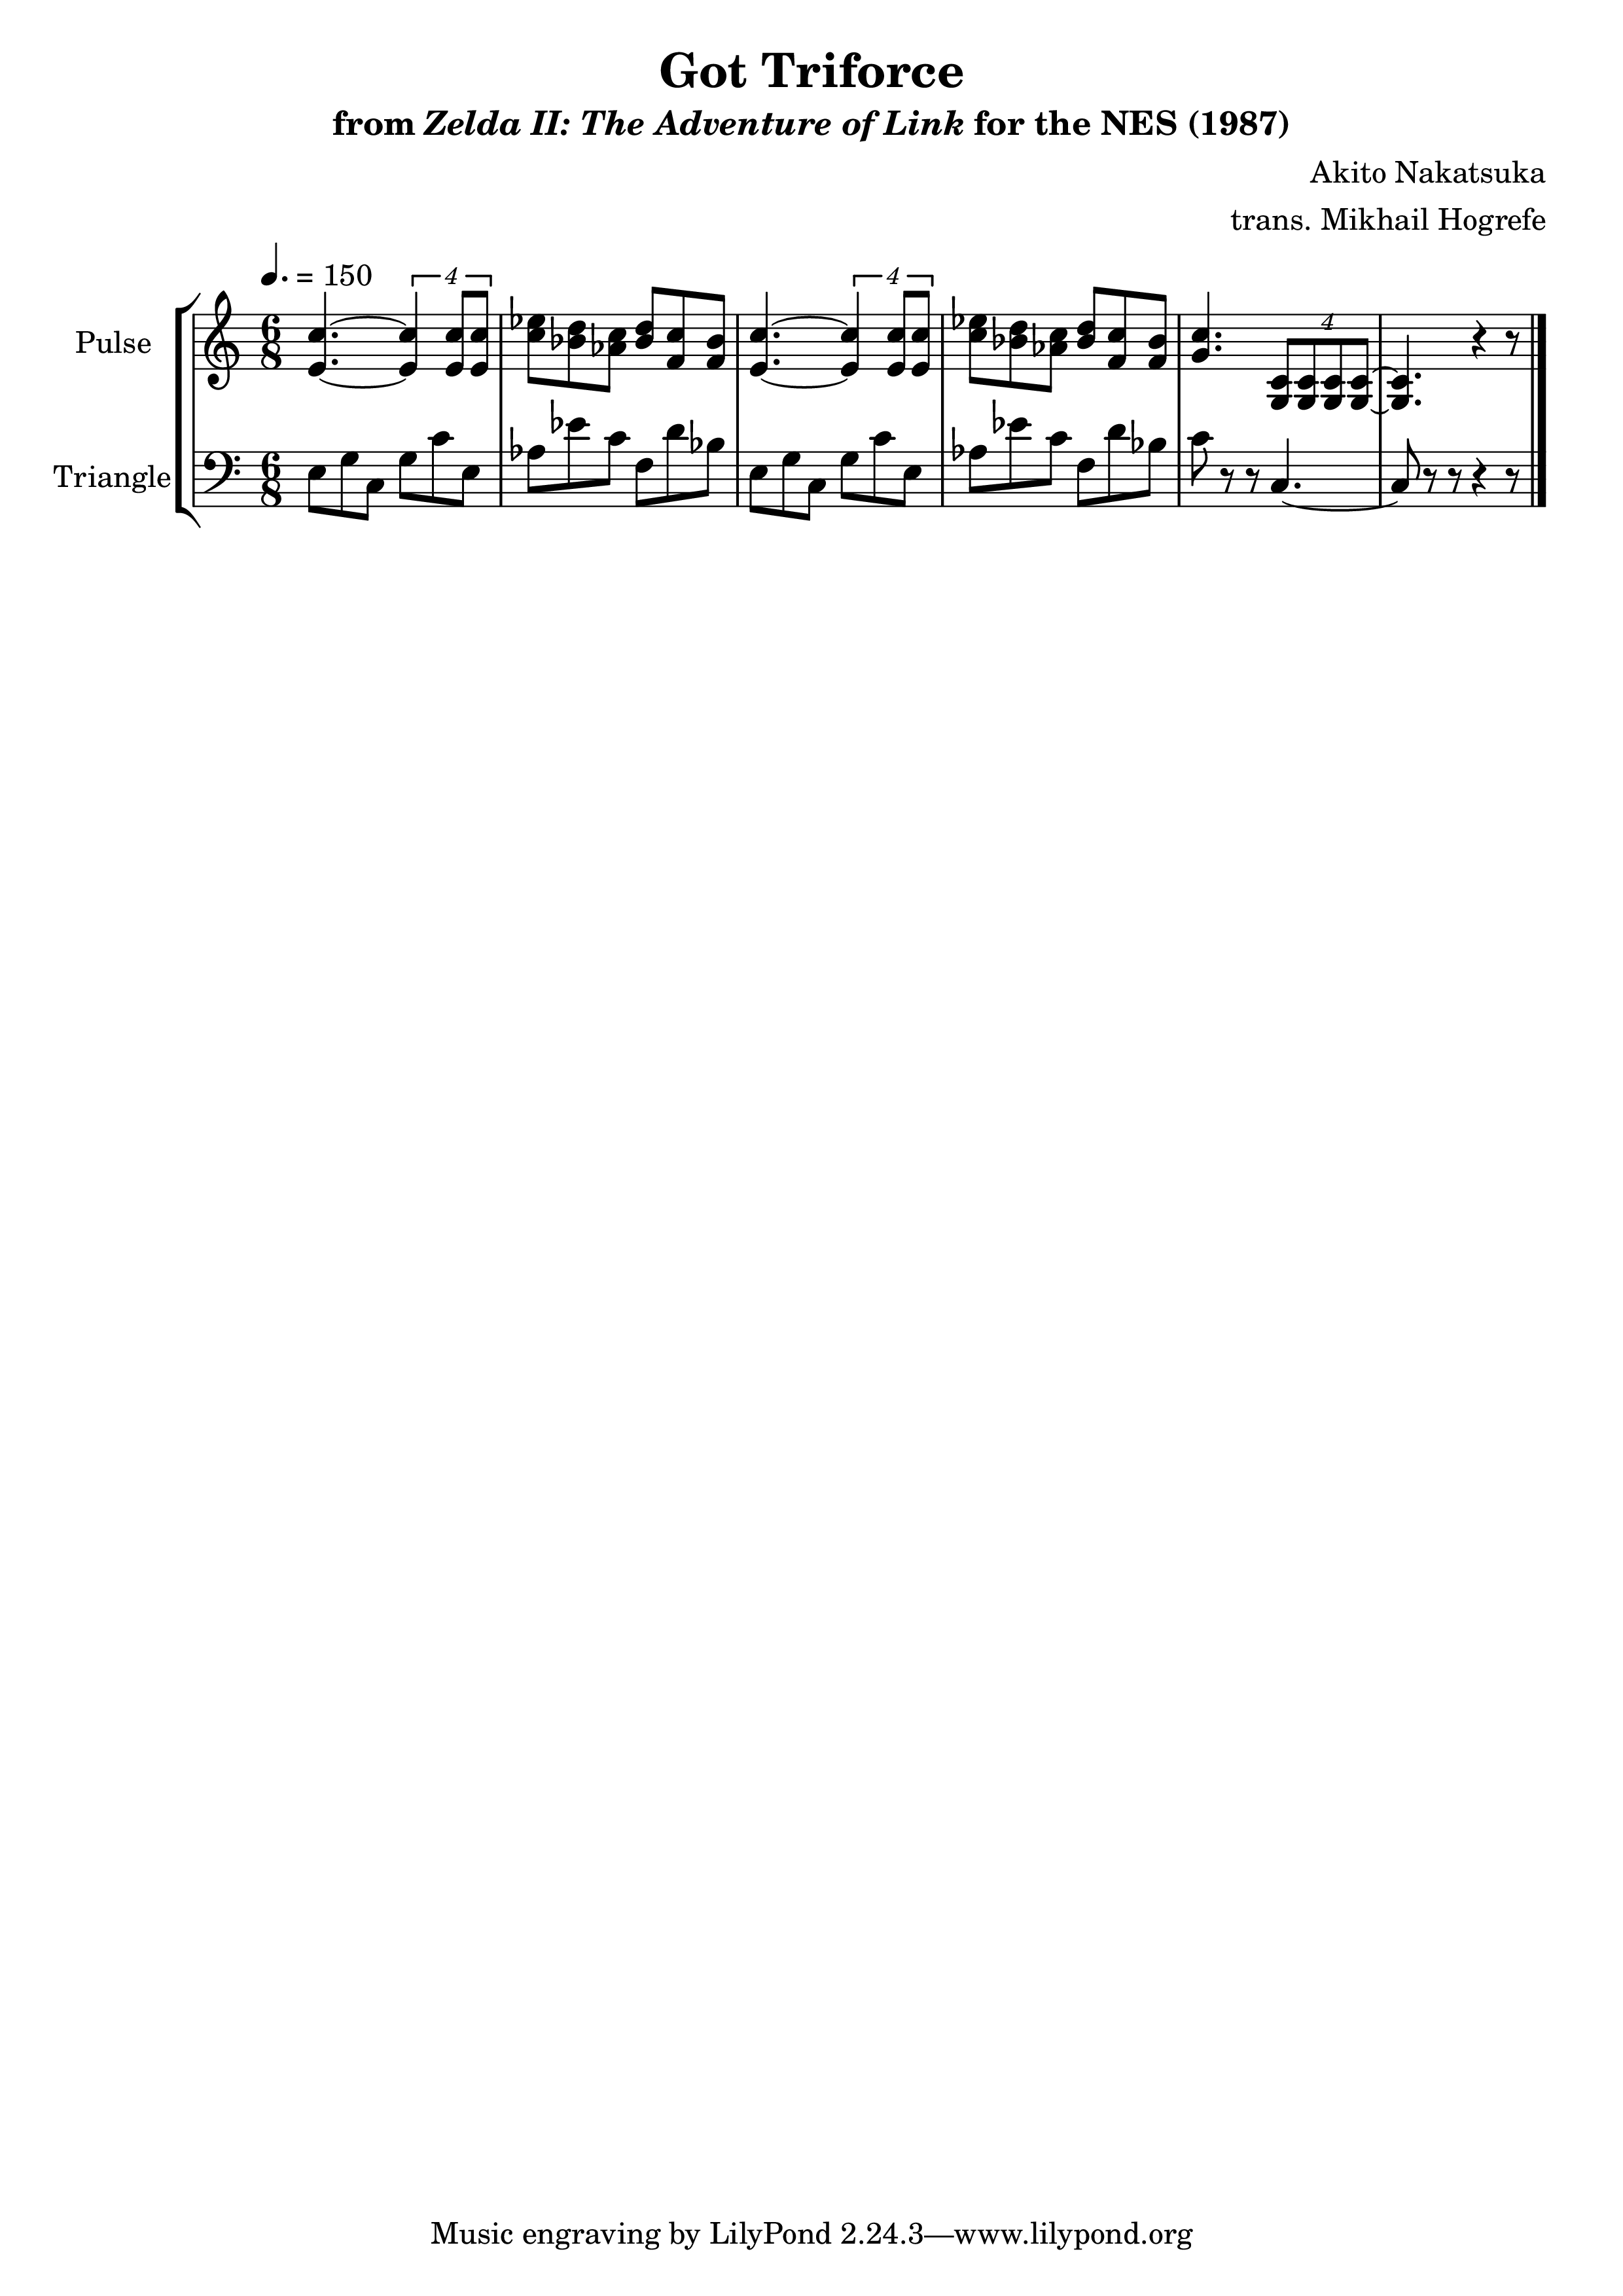 Got Triforce
from Zelda II: The Adventure of Link for the NES (1987)
Akito Nakatsuka
trans. Mikhail Hogrefe
♩. = 150
4
4
4
Pulse
6
8
Triangle
6
8
Music engraving by LilyPond 2.24.3—www.lilypond.org